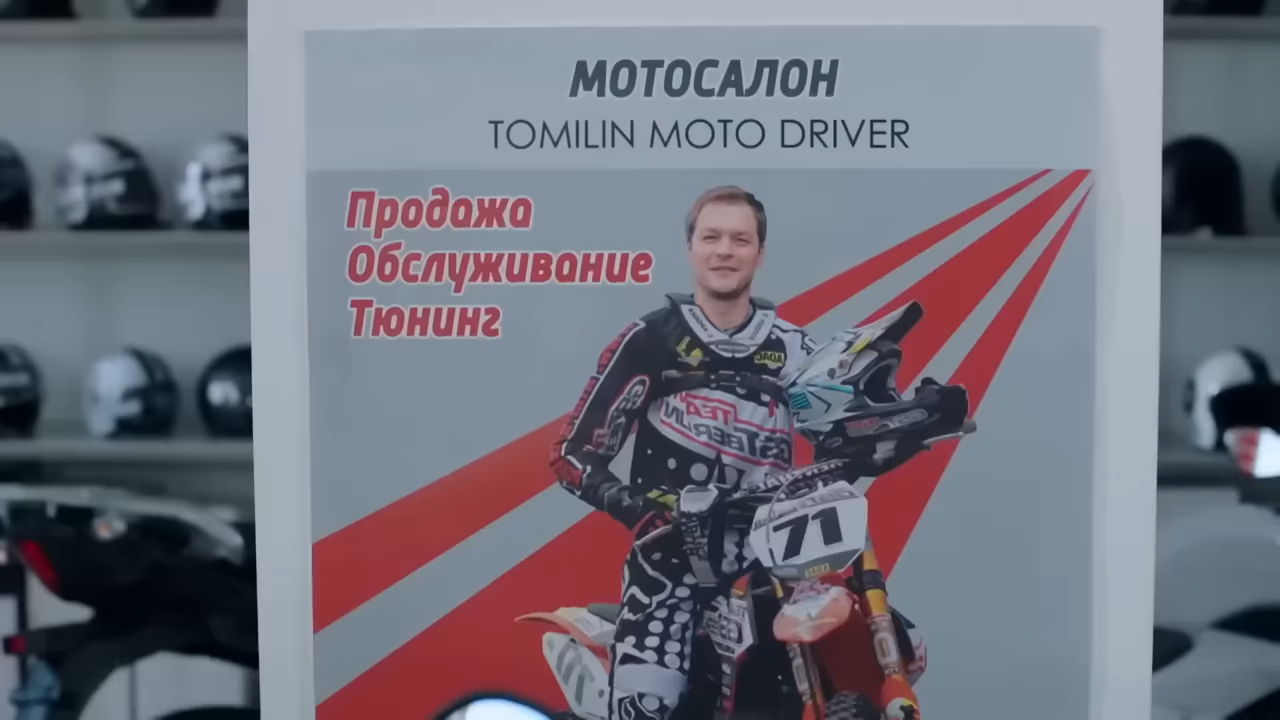 МОТОСАЛОН
TOMILIN MOTO DRIVER
Продажа
Обслуживание
Тюнинг
71